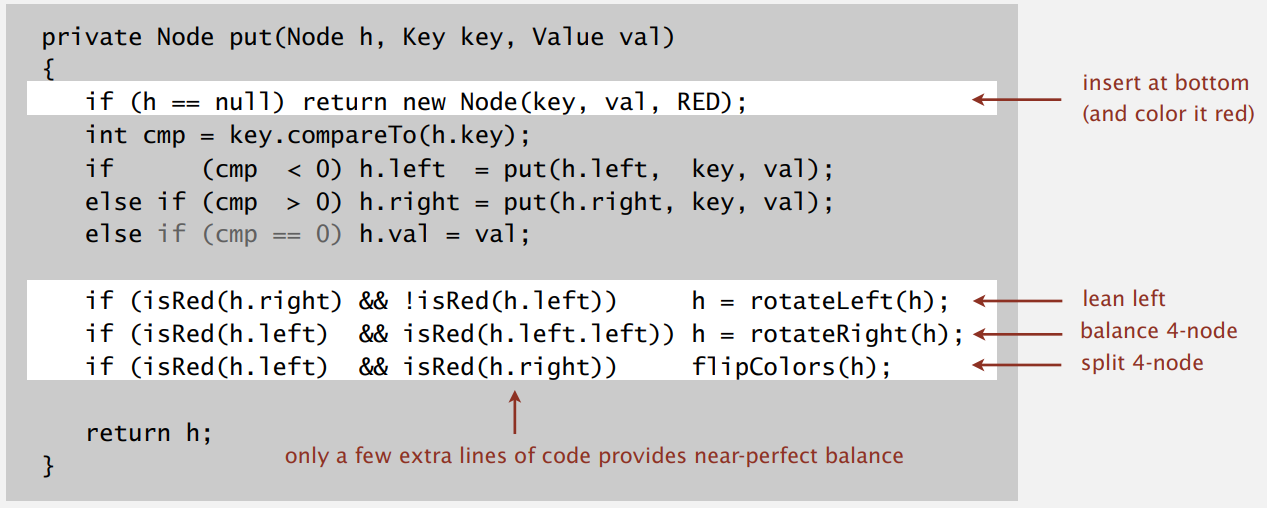 private Node put(Node h, Key key, Value val)
{
if (h == null) return new Node(key, val, RED);
insert at bottom
(and color it red)
int cmp = key.compareTo(h.key);
if (cmp < 0) h.left = put(h.left, key, val);
else if (cmp > 0) h.right = put(h.right, key, val);
else if (cmp == 0) h.val = val;
if (isRed(h.right) && !isRed(h.left)) h = rotateLeft(h);
lean left
if (isRed(h.left) && isRed(h.left.left)) h = rotateRight(h);
balance 4-node
if (isRed(h.left) && isRed(h.right)) flipColors(h);
split 4-node
only a few extra lines of code provides near-perfect balance
return h;
}